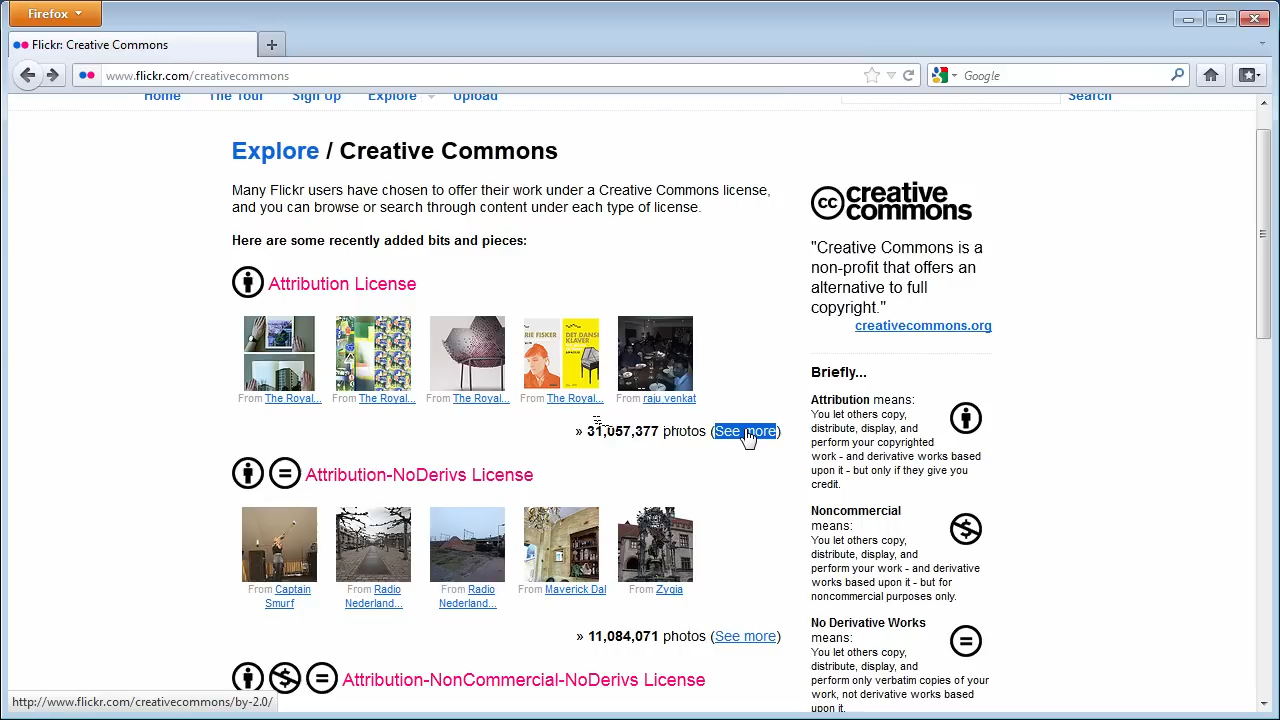 Firefox
Flickr: Creative Commons
www.flickr.com/creativecommons
Google
Home The Tour Sign Up Explore Upload
Search
Explore / Creative Commons
Many Flickr users have chosen to offer their work under a Creative Commons license,
and you can browse or search through content under each type of license.
Here are some recently added bits and pieces:
Attribution License
ARIE FISKER
DET DANSK
KLAVER
From The Royal...
From The Royal...
From The Royal...
From The Royal...
From raju venkat
» 31,057,377 photos (See more)
Attribution-NoDerivs License
From Captain
Smurf
From Radio
Nederland...
From Radio
Nederland...
From Maverick Dal
From Zygia
» 11,084,071 photos (See more)
Attribution-NonCommercial-NoDerivs License
cc creative
commons
"Creative Commons is a
non-profit that offers an
alternative to full
copyright."
creativecommons.org
Briefly...
Attribution means:
You let others copy,
distribute, display, and
perform your copyrighted
work - and derivative works based
upon it - but only if they give you
credit.
Noncommercial
means:
You let others copy,
distribute, display, and
perform your work - and derivative
works based upon it - but for
noncommercial purposes only.
No Derivative Works
means:
You let others copy,
distribute, display, and
perform only verbatim copies of your
work, not derivative works based
upon it.
http://www.flickr.com/creativecommons/by-2.0/